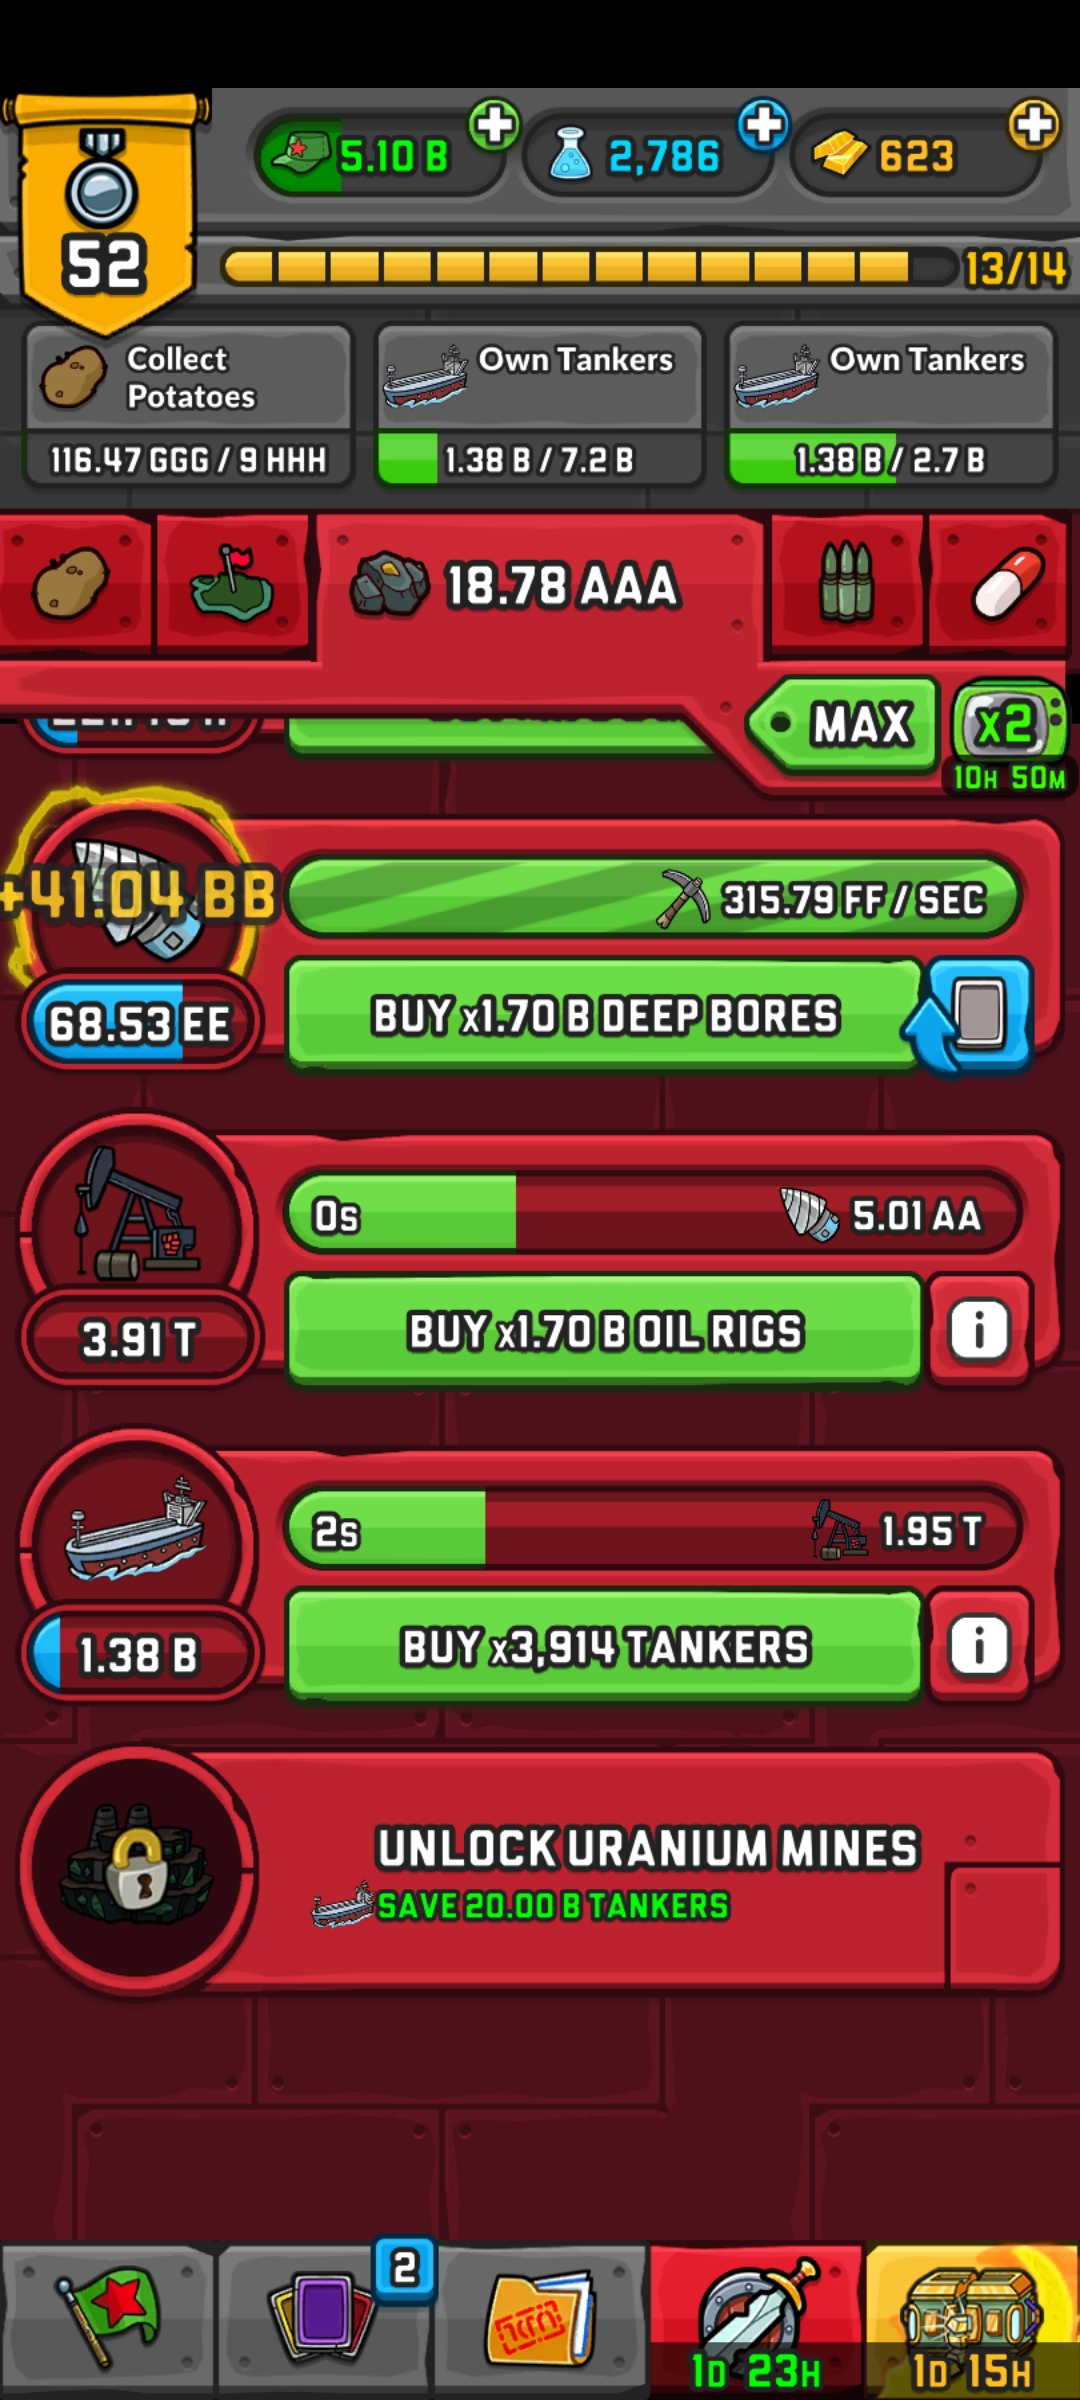 5.10 B
2,786
623
52
13/14
Collect
Potatoes
116.47 GGG / 9 HHH
Own Tankers
1.38 B / 7.2 B
Own Tankers
1.38 B / 2.7 B
18.78 AAA
MAX
X2
10H 50M
+41.04 BB
315.79 FF / SEC
68.53 EE
BUY x1.70 B DEEP BORES
0s
5.01 AA
3.91 T
BUY x1.70 B OIL RIGS
i
2s
1.95 T
1.38 B
BUY x3,914 TANKERS
i
UNLOCK URANIUM MINES
SAVE 20.00 B TANKERS
2
1D 23H
1D 15H